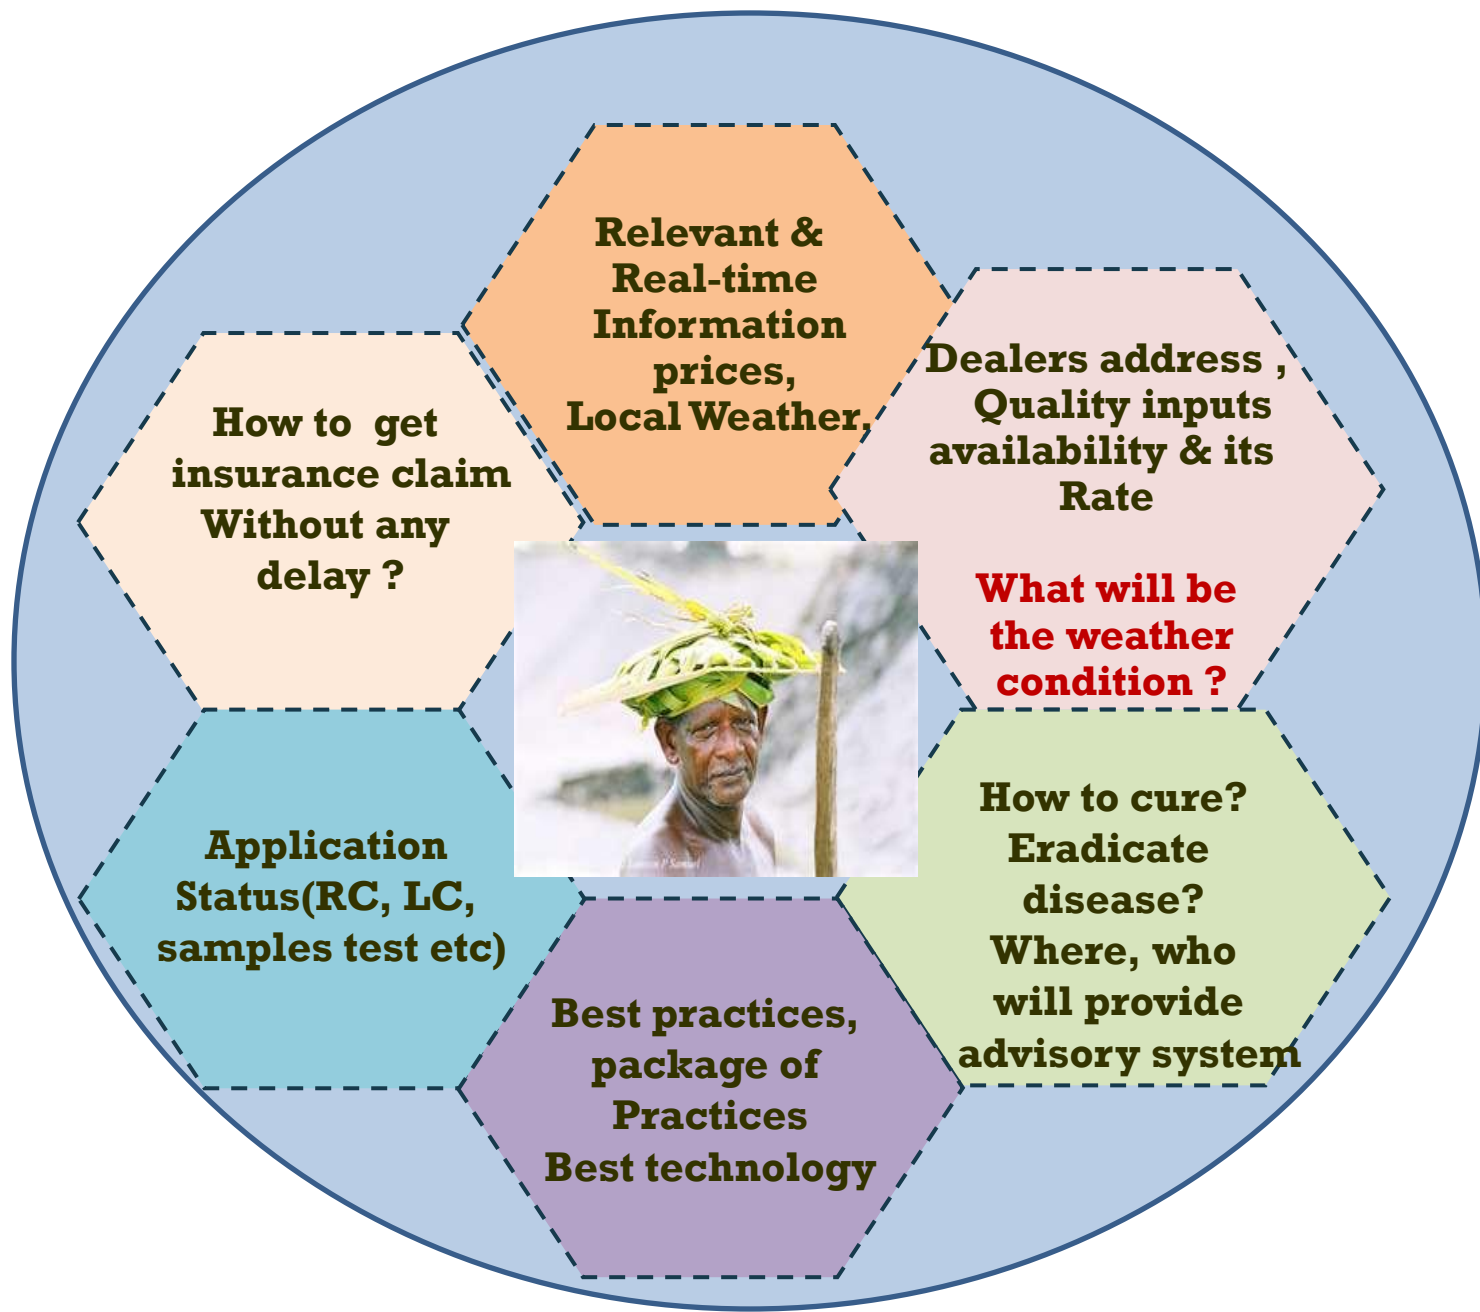 Relevant &
Real-time
Information
prices,
Local Weather.
Dealers address ,
Quality inputs
availability & its
Rate
What will be
the weather
condition ?
How to get
insurance claim
Without any
delay ?
Application
Status(RC, LC,
samples test etc)
How to cure?
Eradicate
disease?
Where, who
will provide
advisory system
Best practices,
package of
Practices
Best technology